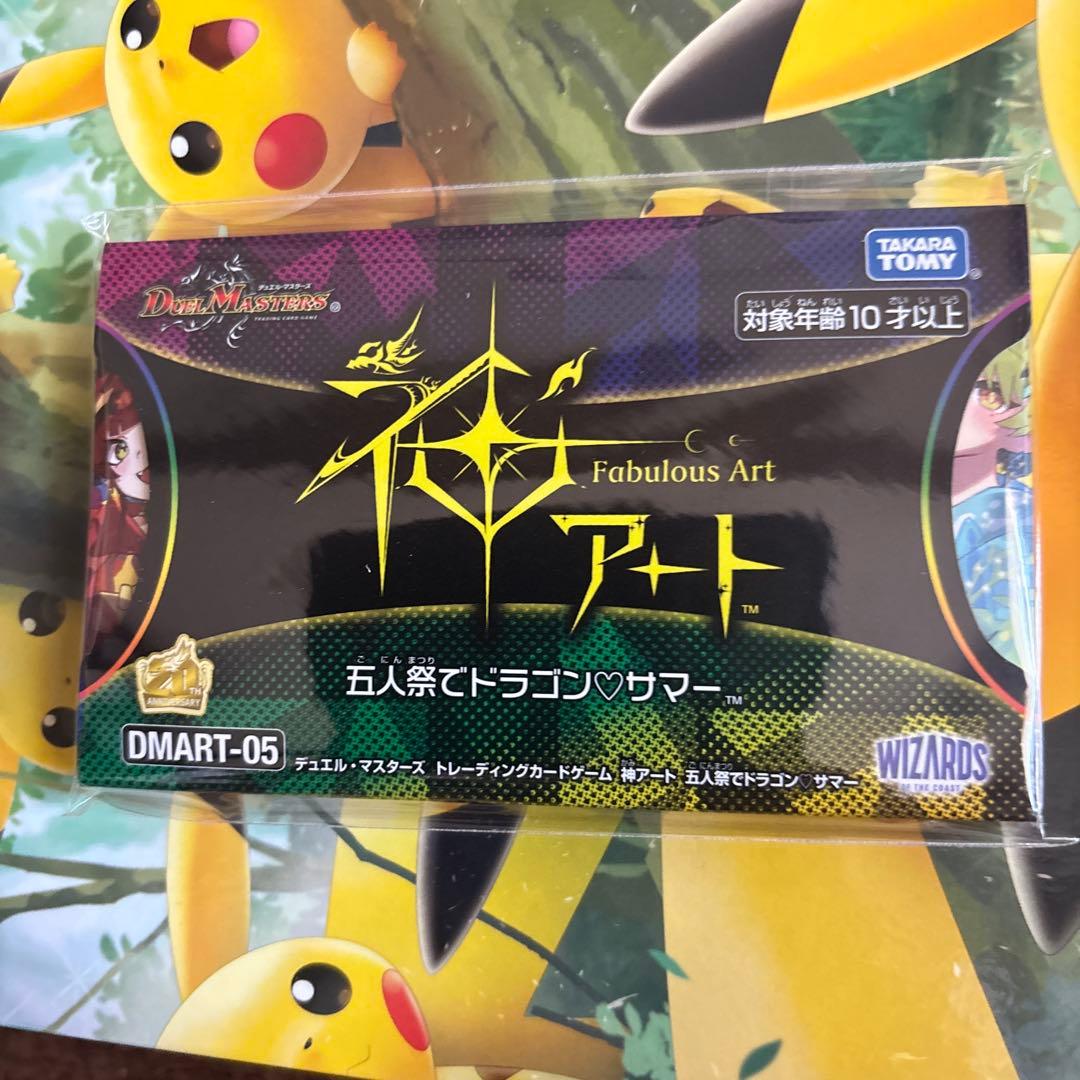 TAKARA
TOMY
デュエル・マスターズ
DUEL MASTERS
TRADING CARD GAME
たいしょうねんれい さいいじょう
対象年齢10才以上
神
Fabulous Art
アート™
ごにんまつり
五人祭でドラゴン♡サマー™
20TH
ANNIVERSARY
DMART-05
かみ ごにんまつり
デュエル・マスターズ トレーディングカードゲーム 神アート 五人祭でドラゴン♡サマー
WIZARDS
OF THE COAST